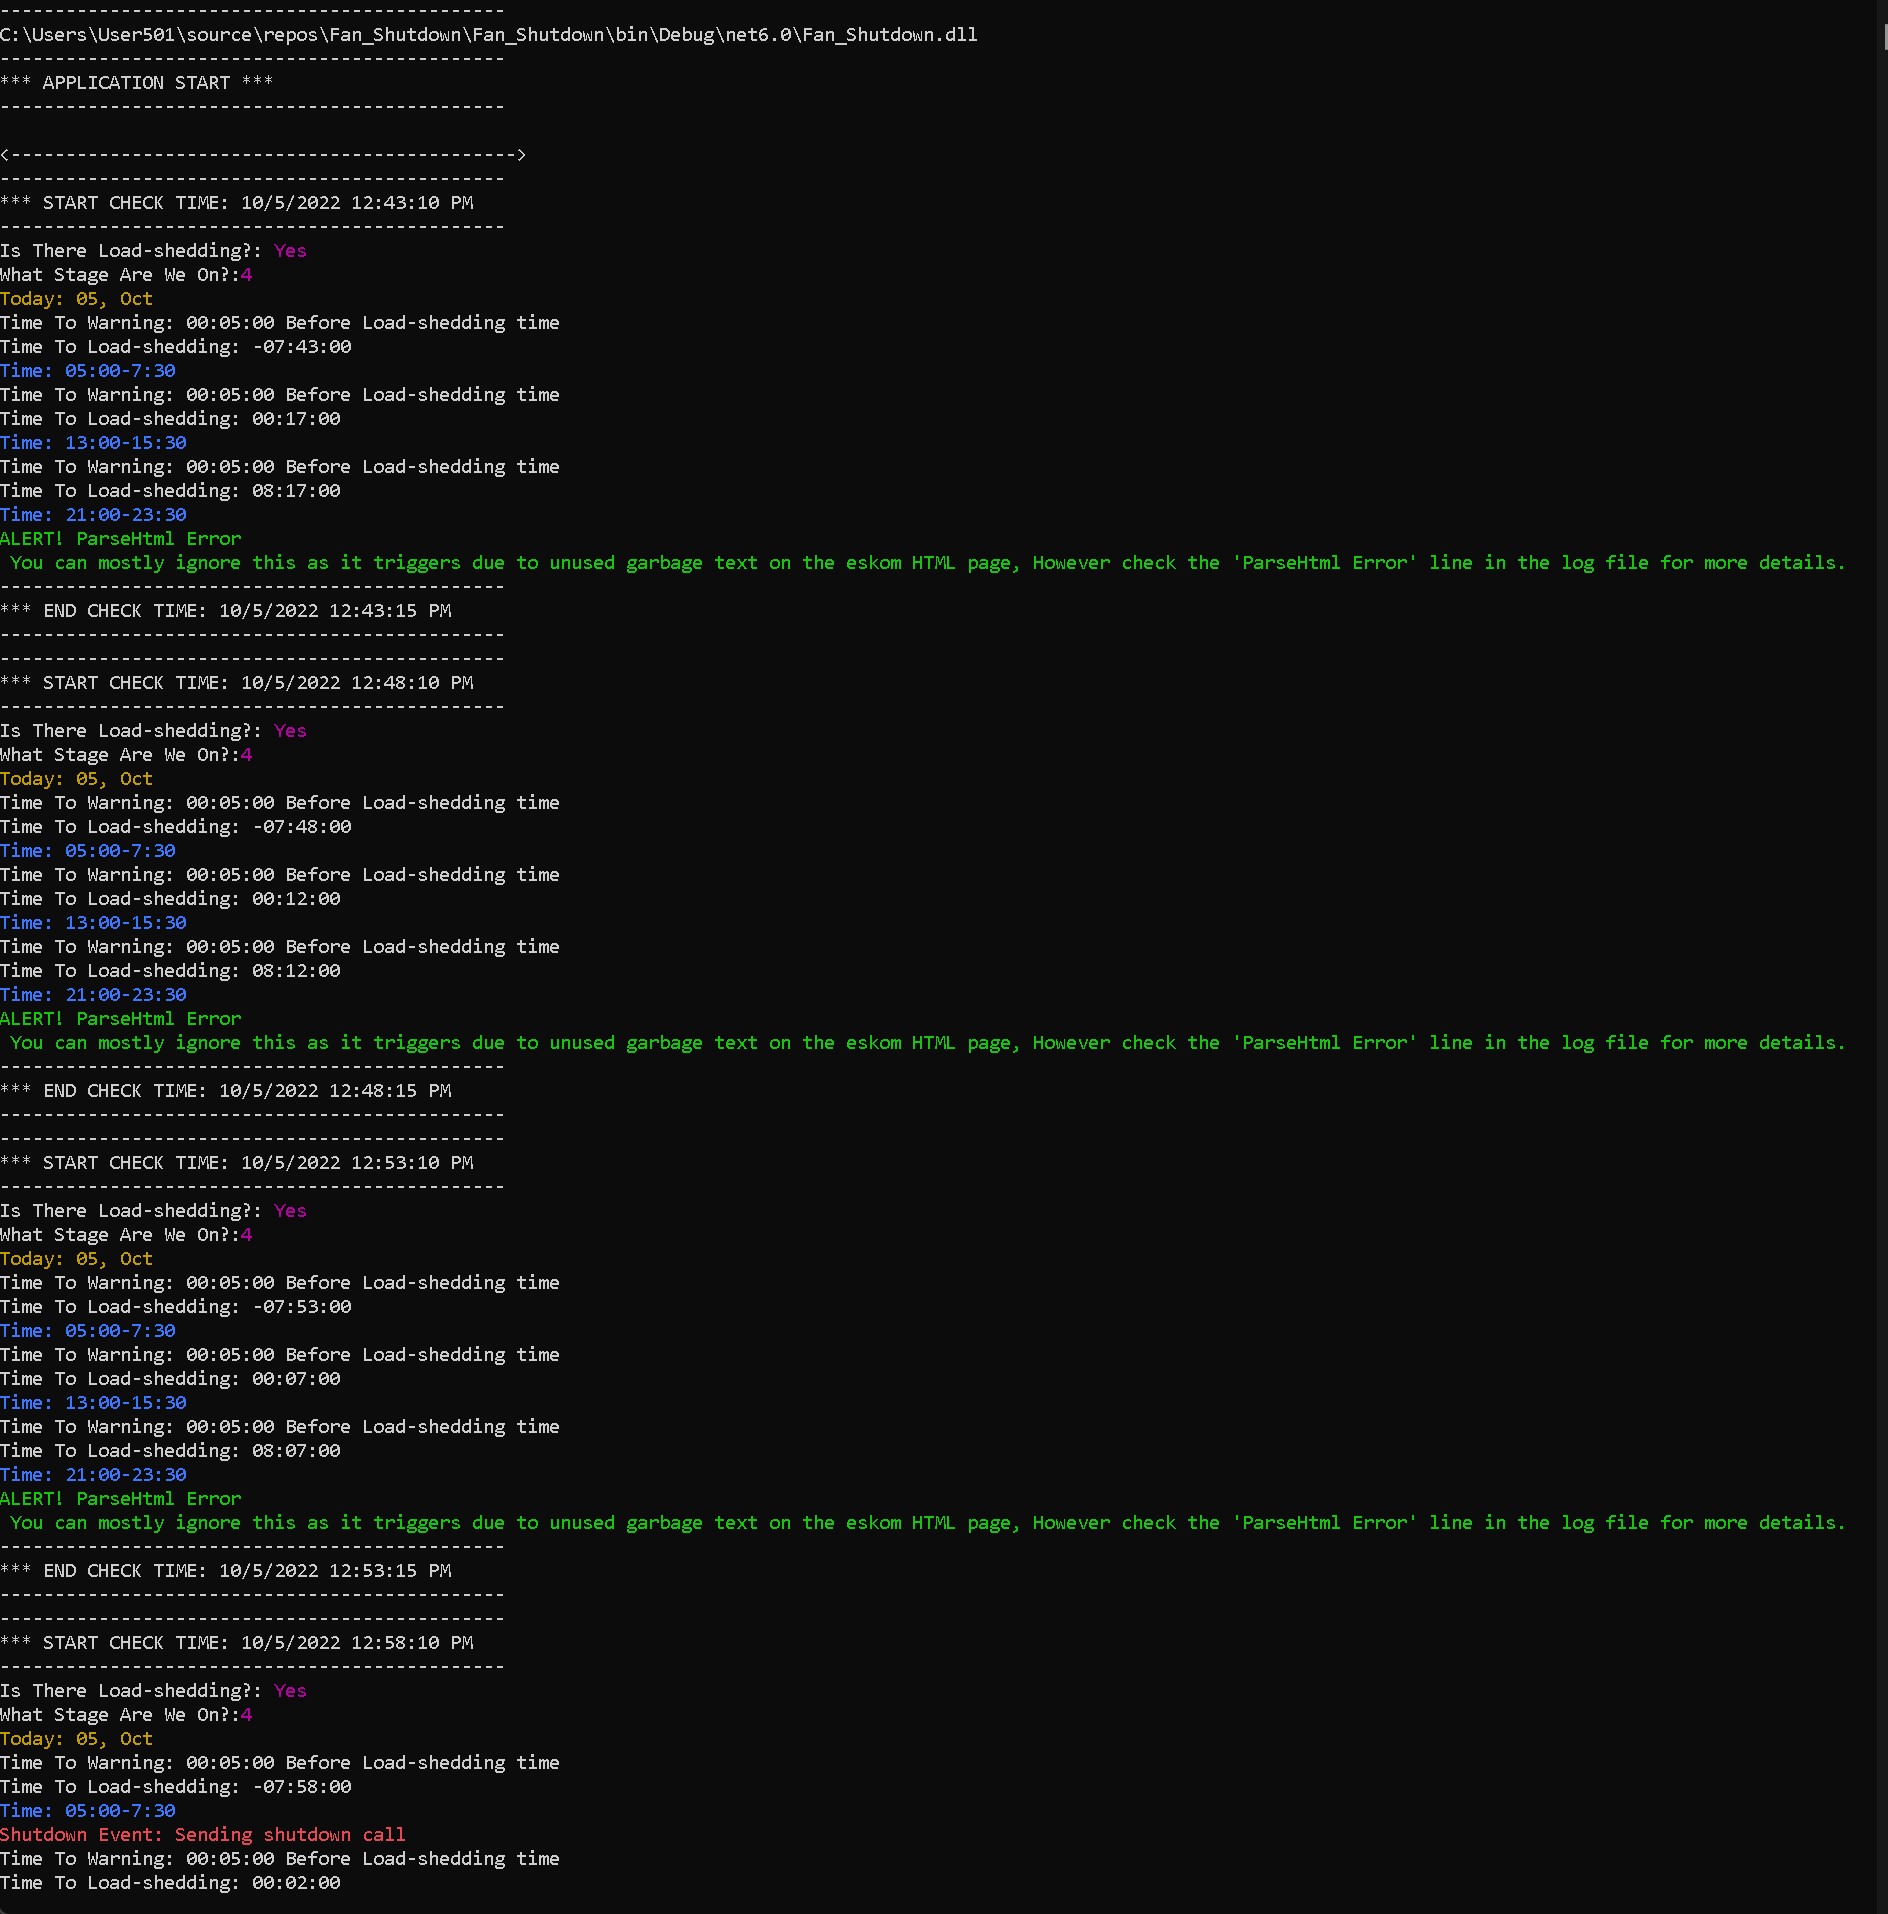 ----------------------------------------------
C:\Users\User501\source\repos\Fan_Shutdown\Fan_Shutdown\bin\Debug\net6.0\Fan_Shutdown.dll
----------------------------------------------
*** APPLICATION START ***
----------------------------------------------
<---------------------------------------------->
----------------------------------------------
*** START CHECK TIME: 10/5/2022 12:43:10 PM
----------------------------------------------
Is There Load-shedding?: Yes
What Stage Are We On?:4
Today: 05, Oct
Time To Warning: 00:05:00 Before Load-shedding time
Time To Load-shedding: -07:43:00
Time: 05:00-7:30
Time To Warning: 00:05:00 Before Load-shedding time
Time To Load-shedding: 00:17:00
Time: 13:00-15:30
Time To Warning: 00:05:00 Before Load-shedding time
Time To Load-shedding: 08:17:00
Time: 21:00-23:30
ALERT! ParseHtml Error
 You can mostly ignore this as it triggers due to unused garbage text on the eskom HTML page, However check the 'ParseHtml Error' line in the log file for more details.
----------------------------------------------
*** END CHECK TIME: 10/5/2022 12:43:15 PM
----------------------------------------------
----------------------------------------------
*** START CHECK TIME: 10/5/2022 12:48:10 PM
----------------------------------------------
Is There Load-shedding?: Yes
What Stage Are We On?:4
Today: 05, Oct
Time To Warning: 00:05:00 Before Load-shedding time
Time To Load-shedding: -07:48:00
Time: 05:00-7:30
Time To Warning: 00:05:00 Before Load-shedding time
Time To Load-shedding: 00:12:00
Time: 13:00-15:30
Time To Warning: 00:05:00 Before Load-shedding time
Time To Load-shedding: 08:12:00
Time: 21:00-23:30
ALERT! ParseHtml Error
 You can mostly ignore this as it triggers due to unused garbage text on the eskom HTML page, However check the 'ParseHtml Error' line in the log file for more details.
----------------------------------------------
*** END CHECK TIME: 10/5/2022 12:48:15 PM
----------------------------------------------
----------------------------------------------
*** START CHECK TIME: 10/5/2022 12:53:10 PM
----------------------------------------------
Is There Load-shedding?: Yes
What Stage Are We On?:4
Today: 05, Oct
Time To Warning: 00:05:00 Before Load-shedding time
Time To Load-shedding: -07:53:00
Time: 05:00-7:30
Time To Warning: 00:05:00 Before Load-shedding time
Time To Load-shedding: 00:07:00
Time: 13:00-15:30
Time To Warning: 00:05:00 Before Load-shedding time
Time To Load-shedding: 08:07:00
Time: 21:00-23:30
ALERT! ParseHtml Error
 You can mostly ignore this as it triggers due to unused garbage text on the eskom HTML page, However check the 'ParseHtml Error' line in the log file for more details.
----------------------------------------------
*** END CHECK TIME: 10/5/2022 12:53:15 PM
----------------------------------------------
----------------------------------------------
*** START CHECK TIME: 10/5/2022 12:58:10 PM
----------------------------------------------
Is There Load-shedding?: Yes
What Stage Are We On?:4
Today: 05, Oct
Time To Warning: 00:05:00 Before Load-shedding time
Time To Load-shedding: -07:58:00
Time: 05:00-7:30
Shutdown Event: Sending shutdown call
Time To Warning: 00:05:00 Before Load-shedding time
Time To Load-shedding: 00:02:00